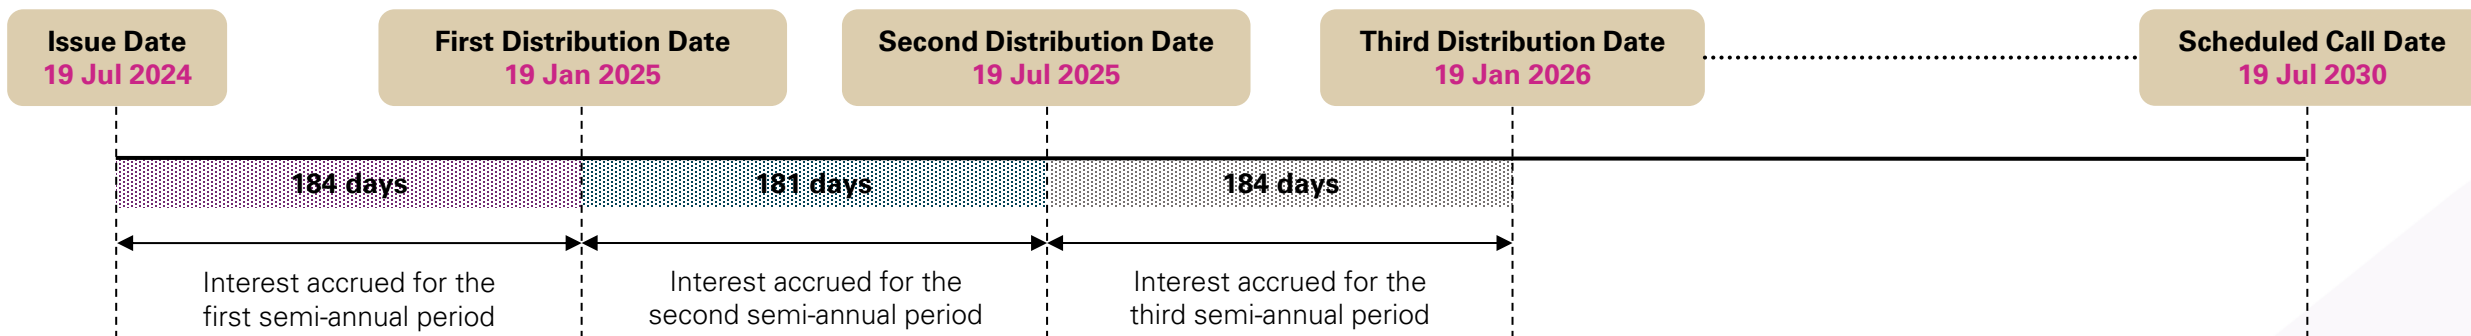 Issue Date
19 Jul 2024
First Distribution Date
19 Jan 2025
Second Distribution Date
19 Jul 2025
Third Distribution Date
19 Jan 2026
Scheduled Call Date
19 Jul 2030
184 days
181 days
184 days
Interest accrued for the
first semi-annual period
Interest accrued for the
second semi-annual period
Interest accrued for the
third semi-annual period